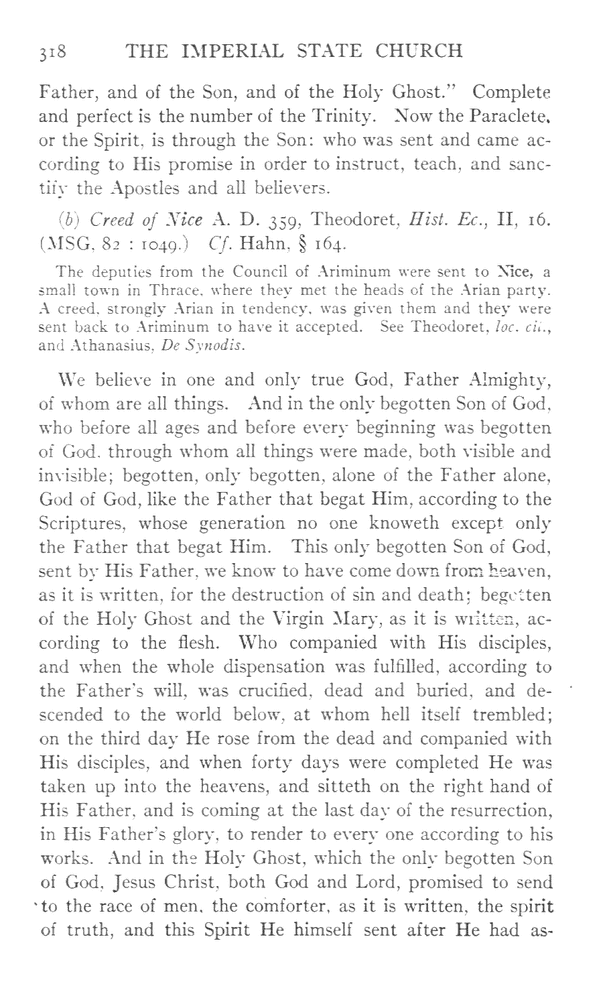 318 THE IMPERIAL STATE CHURCH
Father, and of the Son, and of the Holy Ghost.” Complete
and perfect is the number of the Trinity. Now the Paraclete,
or the Spirit, is through the Son: who was sent and came ac-
cording to His promise in order to instruct, teach, and sanc-
tify the Apostles and all believers.
(b) Creed of Nice A. D. 359, Theodoret, Hist. Ec., II, 16.
(MSG, 82 : 1049.) Cf. Hahn, § 164.
The deputies from the Council of Ariminum were sent to Nice, a
small town in Thrace, where they met the heads of the Arian party.
A creed, strongly Arian in tendency, was given them and they were
sent back to Ariminum to have it accepted. See Theodoret, loc. cit.,
and Athanasius, De Synodis.
We believe in one and only true God, Father Almighty,
of whom are all things. And in the only begotten Son of God,
who before all ages and before every beginning was begotten
of God, through whom all things were made, both visible and
invisible; begotten, only begotten, alone of the Father alone,
God of God, like the Father that begat Him, according to the
Scriptures, whose generation no one knoweth except only
the Father that begat Him. This only begotten Son of God,
sent by His Father, we know to have come down from heaven,
as it is written, for the destruction of sin and death; begotten
of the Holy Ghost and the Virgin Mary, as it is written, ac-
cording to the flesh. Who companied with His disciples,
and when the whole dispensation was fulfilled, according to
the Father's will, was crucified, dead and buried, and de-
scended to the world below, at whom hell itself trembled;
on the third day He rose from the dead and companied with
His disciples, and when forty days were completed He was
taken up into the heavens, and sitteth on the right hand of
His Father, and is coming at the last day of the resurrection,
in His Father's glory, to render to every one according to his
works. And in the Holy Ghost, which the only begotten Son
of God, Jesus Christ, both God and Lord, promised to send
to the race of men, the comforter, as it is written, the spirit
of truth, and this Spirit He himself sent after He had as-